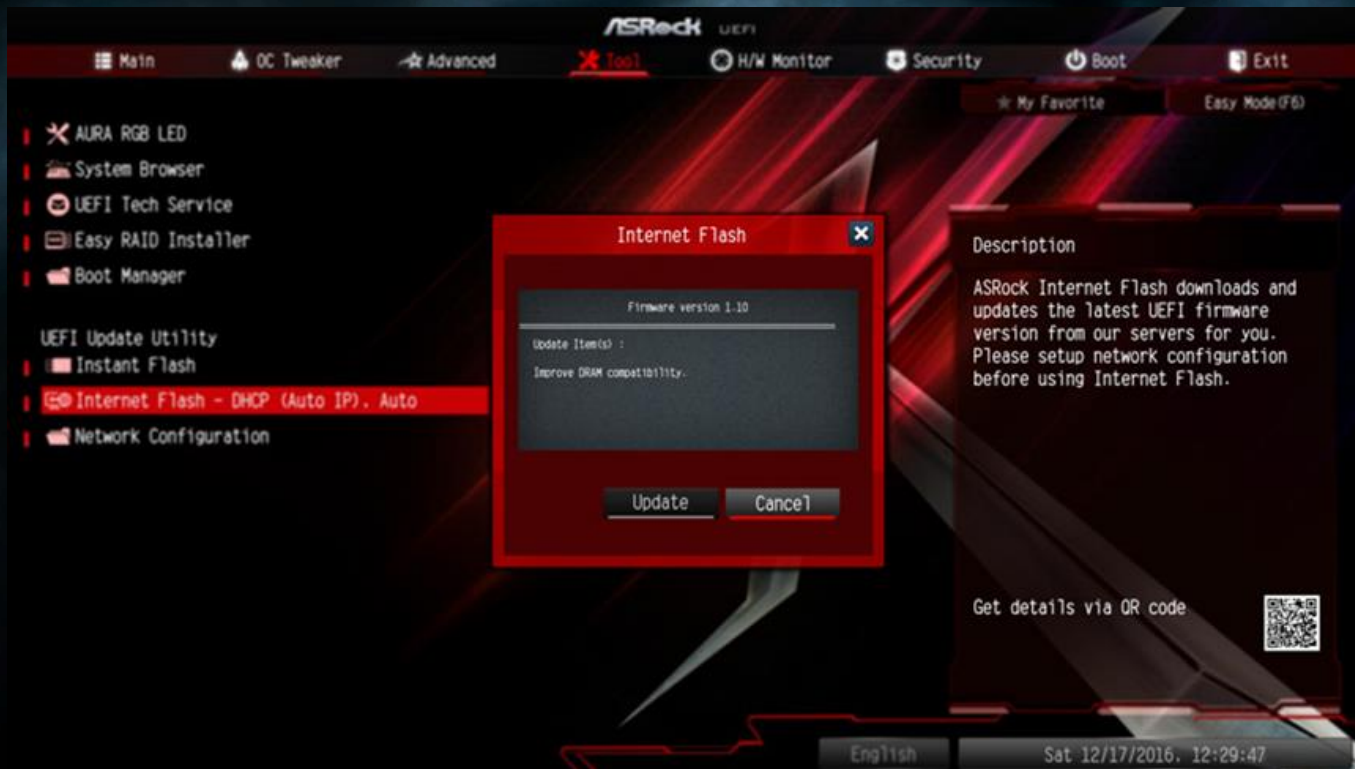 ASRock UEFI
Main OC Tweaker Advanced Tool H/W Monitor Security Boot Exit
My Favorite Easy Mode(F6)
AURA RGB LED
System Browser
UEFI Tech Service
Easy RAID Installer
Boot Manager
UEFI Update Utility
Instant Flash
Internet Flash - DHCP (Auto IP). Auto
Network Configuration
Internet Flash
Firmware version 1.10
Update Item(s) :
Improve DRAM compatibility.
Update Cancel
Description
ASRock Internet Flash downloads and
updates the latest UEFI firmware
version from our servers for you.
Please setup network configuration
before using Internet Flash.
Get details via QR code
English Sat 12/17/2016. 12:29:47